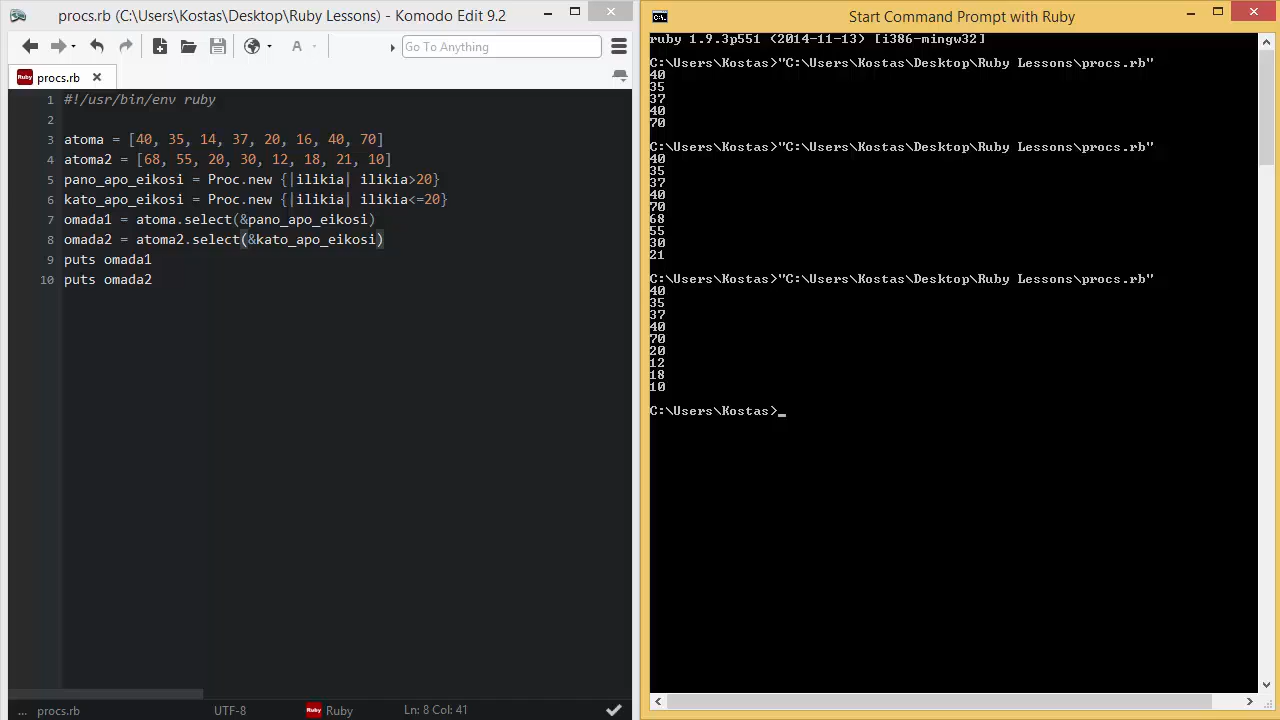 procs.rb (C:\Users\Kostas\Desktop\Ruby Lessons) - Komodo Edit 9.2
A
Go To Anything
Ruby procs.rb
1 #!/usr/bin/env ruby
2
3 atoma = [40, 35, 14, 37, 20, 16, 40, 70]
4 atoma2 = [68, 55, 20, 30, 12, 18, 21, 10]
5 pano_apo_eikosi = Proc.new {|ilikia| ilikia>20}
6 kato_apo_eikosi = Proc.new {|ilikia| ilikia<=20}
7 omada1 = atoma.select(&pano_apo_eikosi)
8 omada2 = atoma2.select(&kato_apo_eikosi)
9 puts omada1
10 puts omada2
... procs.rb UTF-8 Ruby Ruby Ln: 8 Col: 41
C:\.
Start Command Prompt with Ruby
ruby 1.9.3p551 (2014-11-13) [i386-mingw32]
C:\Users\Kostas>"C:\Users\Kostas\Desktop\Ruby Lessons\procs.rb"
40
35
37
40
70
C:\Users\Kostas>"C:\Users\Kostas\Desktop\Ruby Lessons\procs.rb"
40
35
37
40
70
68
55
30
21
C:\Users\Kostas>"C:\Users\Kostas\Desktop\Ruby Lessons\procs.rb"
40
35
37
40
70
20
12
18
10
C:\Users\Kostas>_